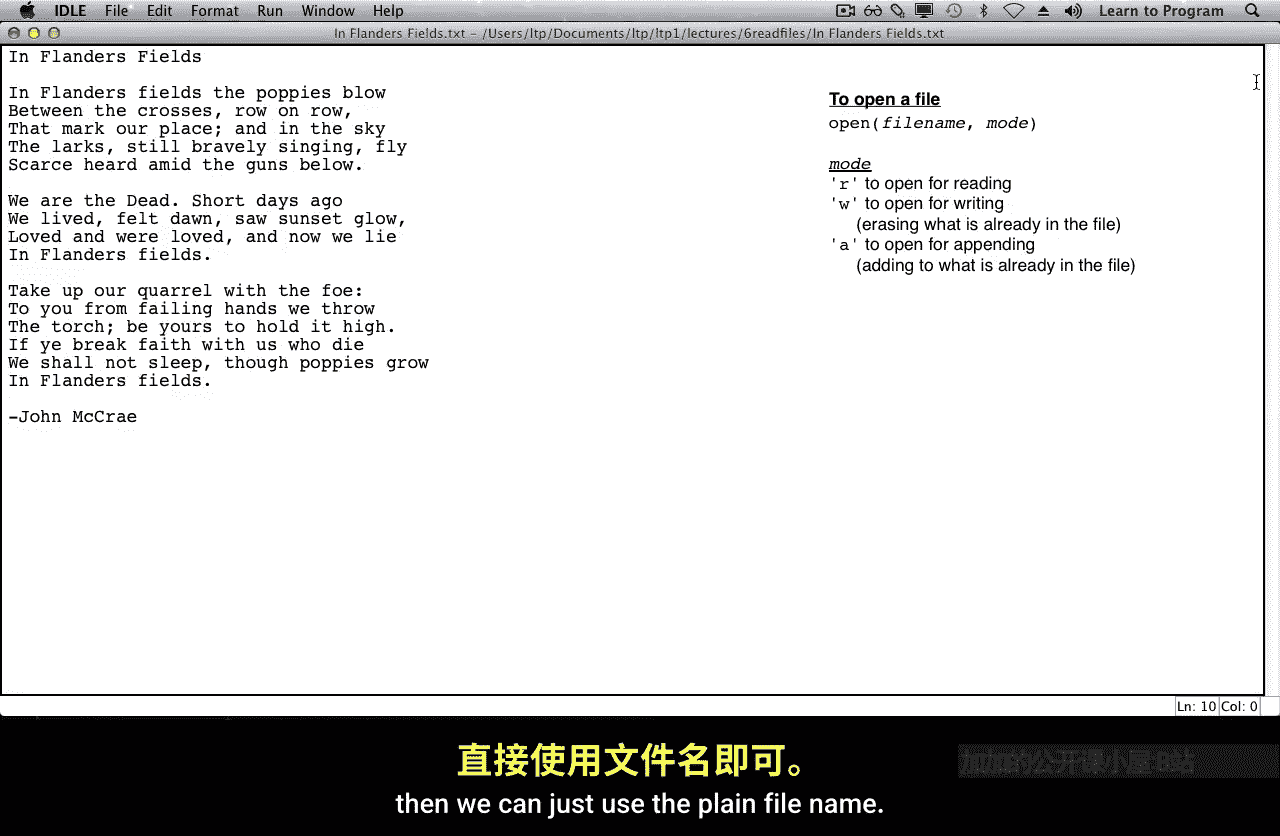 IDLE File Edit Format Run Window Help Learn to Program
In Flanders Fields.txt - /Users/ltp/Documents/ltp/ltp1/lectures/6readfiles/In Flanders Fields.txt
In Flanders Fields
In Flanders fields the poppies blow
Between the crosses, row on row,
That mark our place; and in the sky
The larks, still bravely singing, fly
Scarce heard amid the guns below.
We are the Dead. Short days ago
We lived, felt dawn, saw sunset glow,
Loved and were loved, and now we lie
In Flanders fields.
Take up our quarrel with the foe:
To you from failing hands we throw
The torch; be yours to hold it high.
If ye break faith with us who die
We shall not sleep, though poppies grow
In Flanders fields.
-John McCrae
To open a file
open(filename, mode)
mode
'r' to open for reading
'w' to open for writing
(erasing what is already in the file)
'a' to open for appending
(adding to what is already in the file)
Ln: 10 Col: 0
直接使用文件名即可。
then we can just use the plain file name.
的公开课小屋 B站